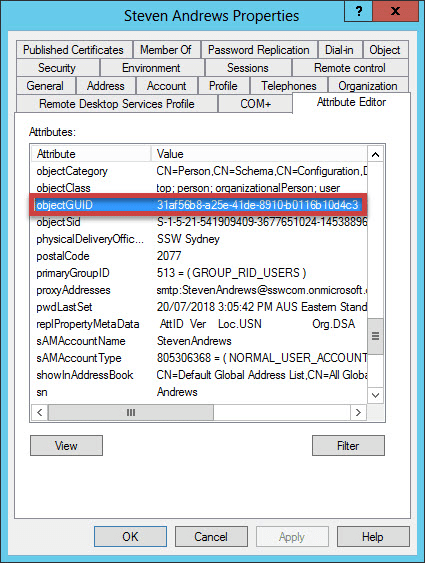 Steven Andrews Properties
? x
Published Certificates Member Of Password Replication Dial-in Object
Security Environment Sessions Remote control
General Address Account Profile Telephones Organization
Remote Desktop Services Profile COM+ Attribute Editor
Attributes:
Attribute Value
objectCategory CN=Person,CN=Schema,CN=Configuration,D
objectClass top; person; organizationalPerson; user
objectGUID 31af56b8-a25e-41de-8910-b0116b10d4c3
objectSid S-1-5-21-541909409-3677651024-14538896
physicalDeliveryOffic... SSW Sydney
postalCode 2077
primaryGroupID 513 = ( GROUP_RID_USERS )
proxyAddresses smtp:StevenAndrews@sswcom.onmicrosoft.c
pwdLastSet 20/07/2018 3:05:42 PM AUS Eastern Stand
replPropertyMetaData AttID Ver Loc.USN Org.DSA
sAMAccountName StevenAndrews
sAMAccountType 805306368 = ( NORMAL_USER_ACCOUNT
showInAddressBook CN=Default Global Address List,CN=All Globa
sn Andrews
View Filter
OK Cancel Apply Help